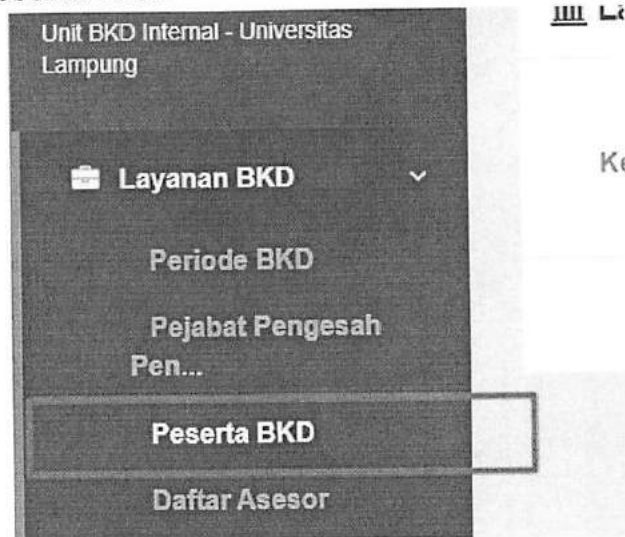 Unit BKD Internal - Universitas
Lampung
Layanan BKD
Periode BKD
Pejabat Pengesah
Pen...
Peserta BKD
Daftar Asesor